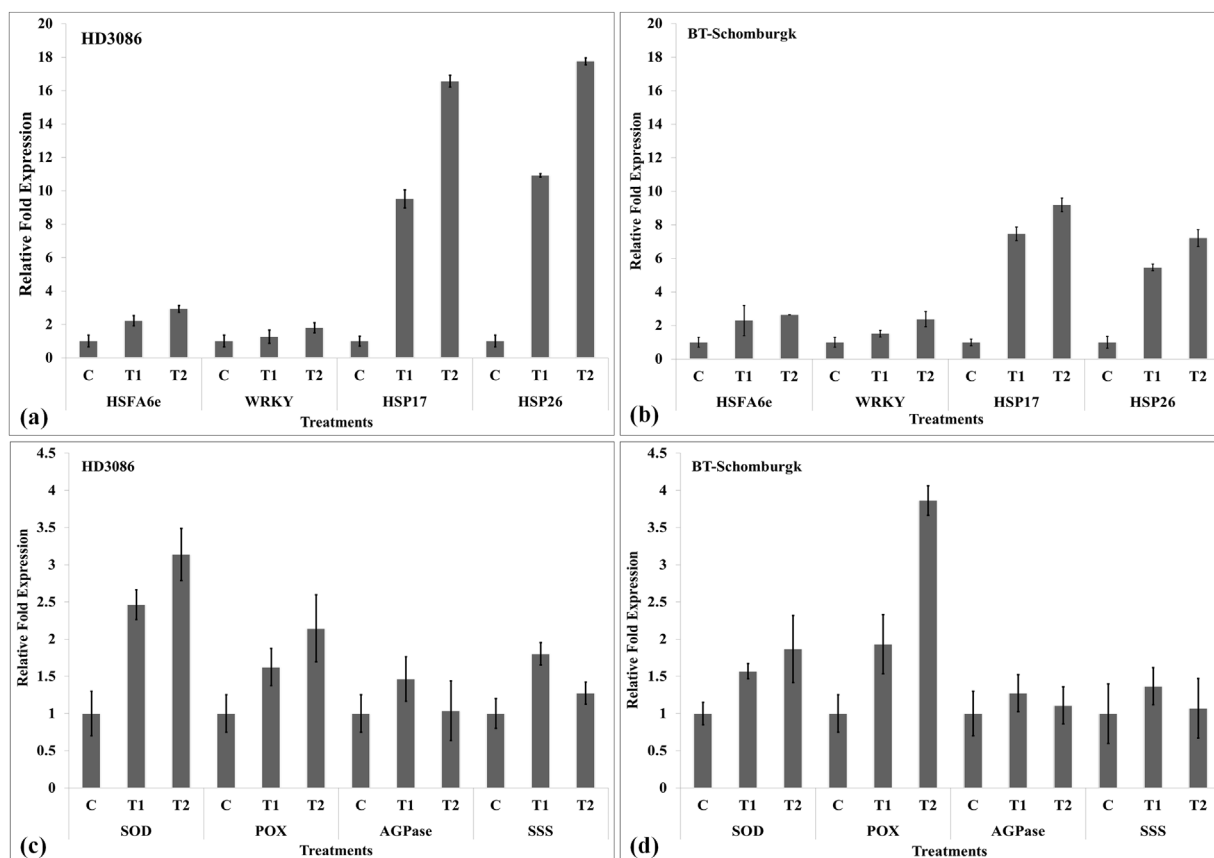 HD3086
20
18
16
14
12
10
8
6
4
2
0
Relative Fold Expression
C T1 T2 C T1 T2 C T1 T2 C T1 T2
HSFA6e WRKY HSP17 HSP26
Treatments
(a)
BT-Schomburgk
20
18
16
14
12
10
8
6
4
2
0
Relative Fold Expression
C T1 T2 C T1 T2 C T1 T2 C T1 T2
HSFA6e WRKY HSP17 HSP26
Treatments
(b)
HD3086
4.5
4
3.5
3
2.5
2
1.5
1
0.5
0
Relative Fold Expression
C T1 T2 C T1 T2 C T1 T2 C T1 T2
SOD POX AGPase SSS
Treatments
(c)
BT-Schomburgk
4.5
4
3.5
3
2.5
2
1.5
1
0.5
0
Relative Fold Expression
C T1 T2 C T1 T2 C T1 T2 C T1 T2
SOD POX AGPase SSS
Treatments
(d)